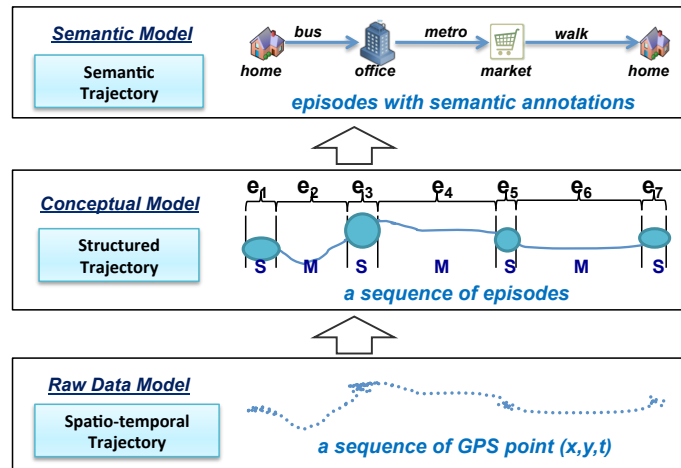 Semantic Model
bus metro walk
Semantic
Trajectory
home office market home
episodes with semantic annotations
e1 e2 e3 e4 e5 e6 e7
Conceptual Model
Structured
Trajectory
S M S M S M S
a sequence of episodes
Raw Data Model
Spatio-temporal
Trajectory
a sequence of GPS point (x,y,t)